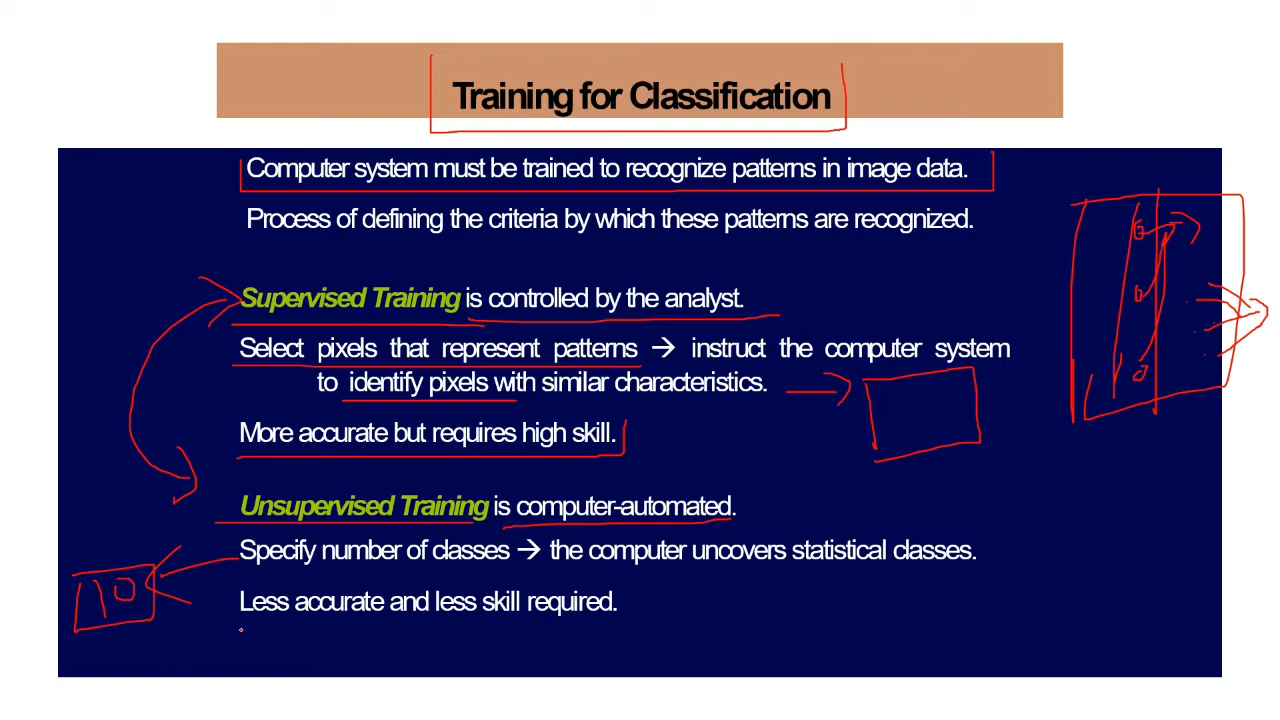 Training for Classification
Computer system must be trained to recognize patterns in image data.
Process of defining the criteria by which these patterns are recognized.
Supervised Training is controlled by the analyst.
Select pixels that represent patterns → instruct the computer system
to identify pixels with similar characteristics.
More accurate but requires high skill.
Unsupervised Training is computer-automated.
Specify number of classes → the computer uncovers statistical classes.
10
Less accurate and less skill required.